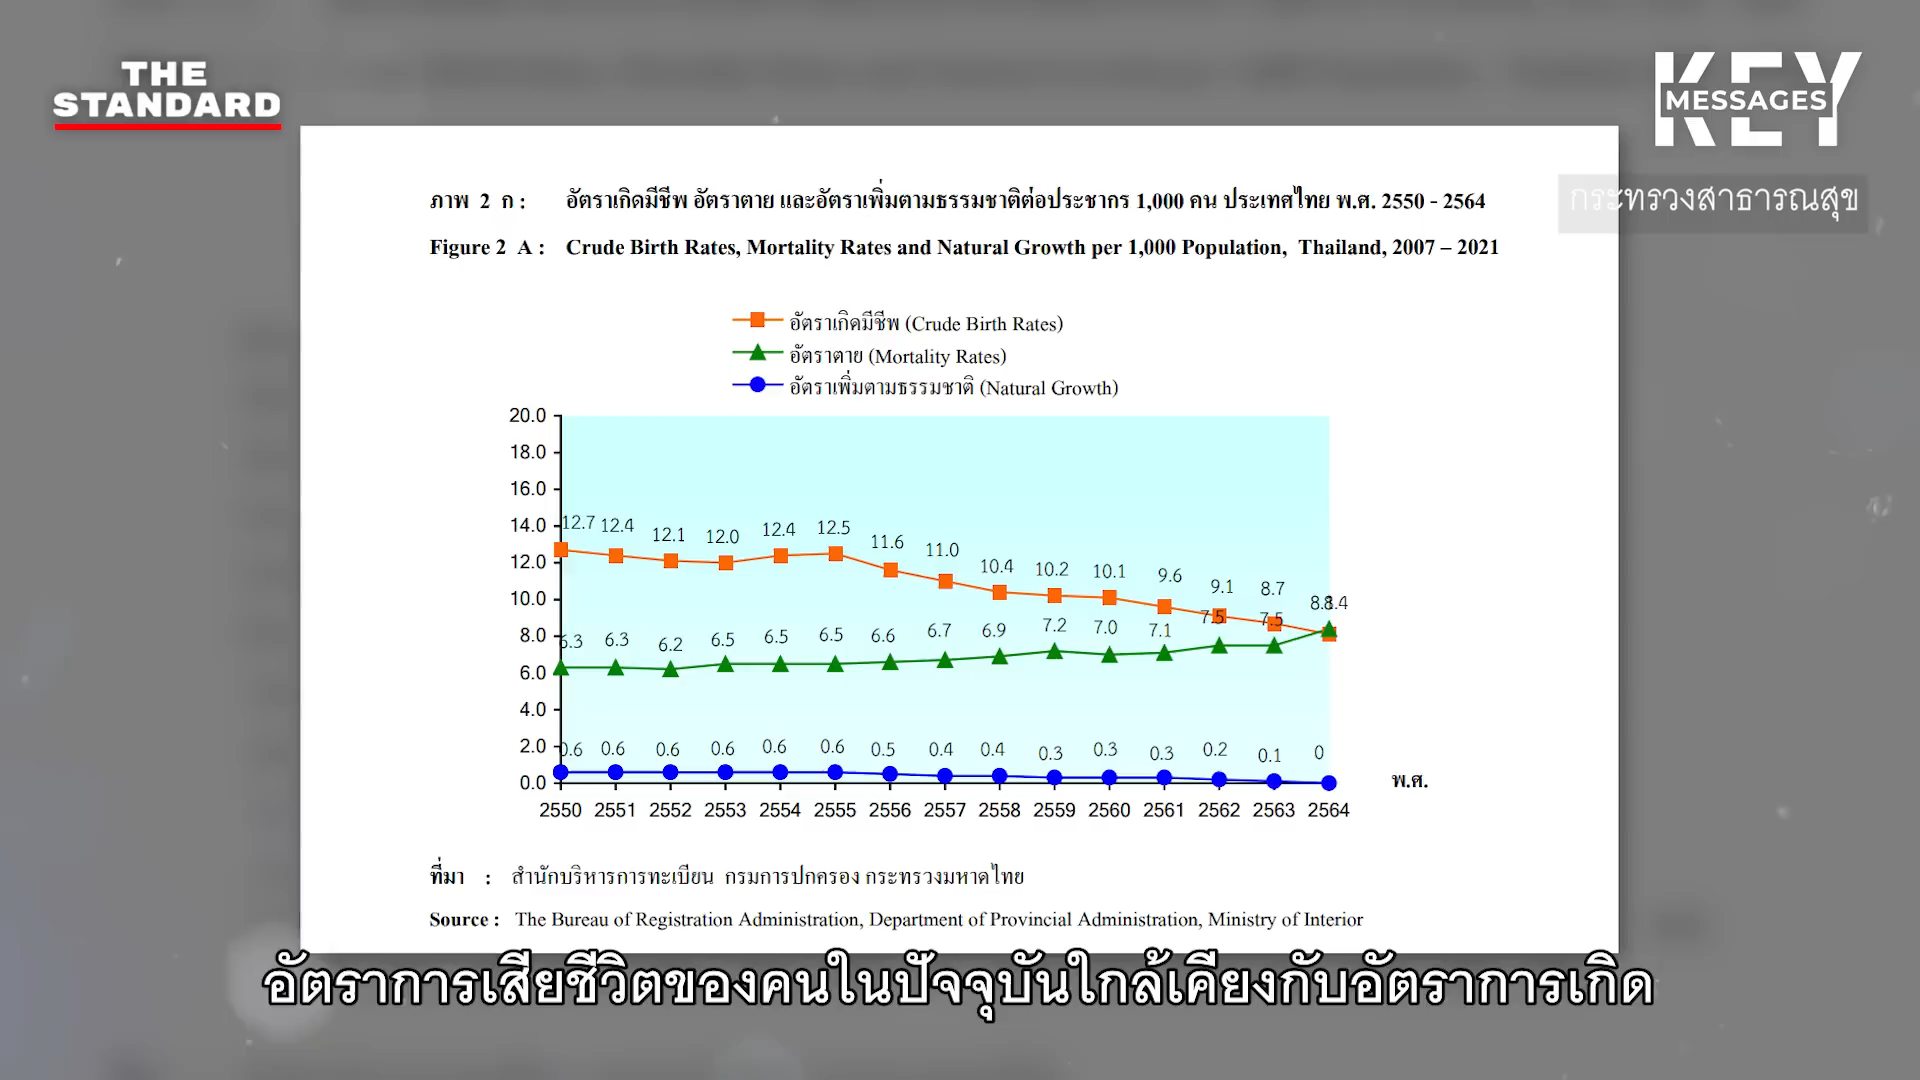 THE
STANDARD
KEY
MESSAGES
กระทรวงสาธารณสุข
ภาพ 2 ก : อัตราเกิดมีชีพ อัตราตาย และอัตราเพิ่มตามธรรมชาติต่อประชากร 1,000 คน ประเทศไทย พ.ศ. 2550 - 2564
Figure 2 A : Crude Birth Rates, Mortality Rates and Natural Growth per 1,000 Population, Thailand, 2007 – 2021
อัตราเกิดมีชีพ (Crude Birth Rates)
อัตราตาย (Mortality Rates)
อัตราเพิ่มตามธรรมชาติ (Natural Growth)
20.0
18.0
16.0
14.0
12.0
10.0
8.0
6.0
4.0
2.0
0.0
12.7 12.4 12.1 12.0 12.4 12.5 11.6 11.0 10.4 10.2 10.1 9.6 9.1 8.7 8.1
6.3 6.3 6.2 6.5 6.5 6.5 6.6 6.7 6.9 7.2 7.0 7.1 7.5 7.5 8.4
0.6 0.6 0.6 0.6 0.6 0.6 0.5 0.4 0.4 0.3 0.3 0.3 0.2 0.1 0
พ.ศ.
2550 2551 2552 2553 2554 2555 2556 2557 2558 2559 2560 2561 2562 2563 2564
ที่มา : สำนักบริหารการทะเบียน กรมการปกครอง กระทรวงมหาดไทย
Source : The Bureau of Registration Administration, Department of Provincial Administration, Ministry of Interior
อัตราการเสียชีวิตของคนในปัจจุบันใกล้เคียงกับอัตราการเกิด